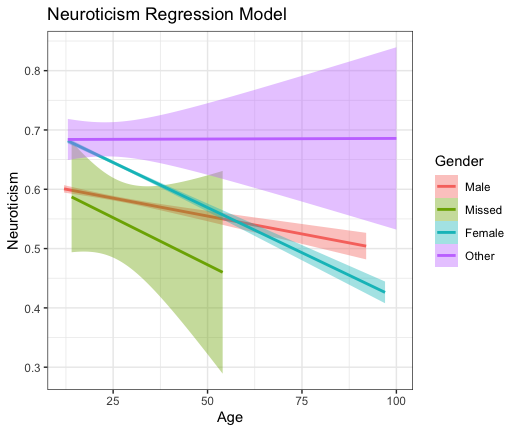 Neuroticism Regression Model
Neuroticism
0.8
0.7
0.6
0.5
0.4
0.3
25
50
75
100
Age
Gender
Male
Missed
Female
Other